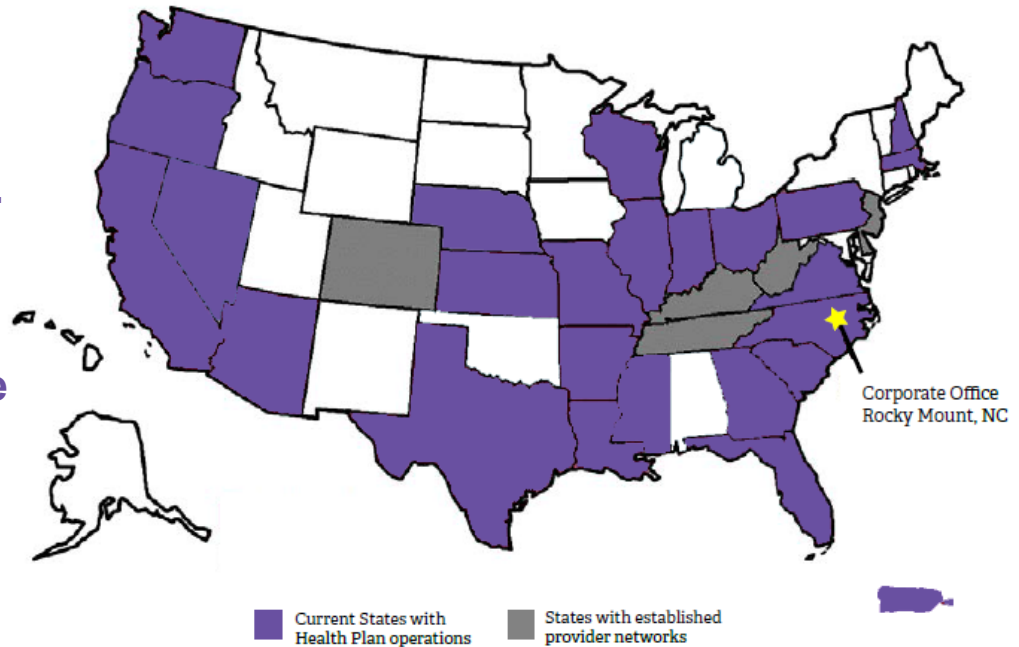 e
Corporate Office
Rocky Mount, NC
Current States with
Health Plan operations
States with established
provider networks